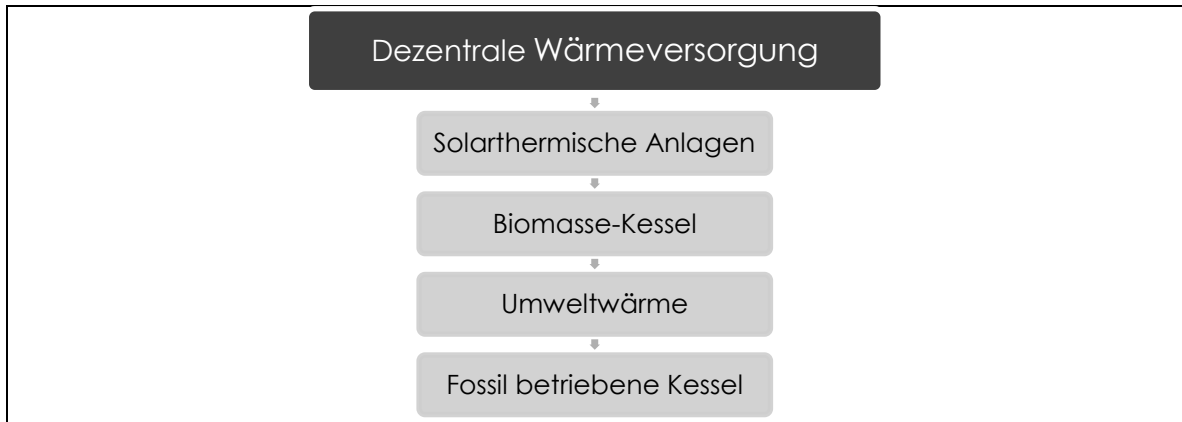 Dezentrale Wärmeversorgung
Solarthermische Anlagen
Biomasse-Kessel
Umweltwärme
Fossil betriebene Kessel